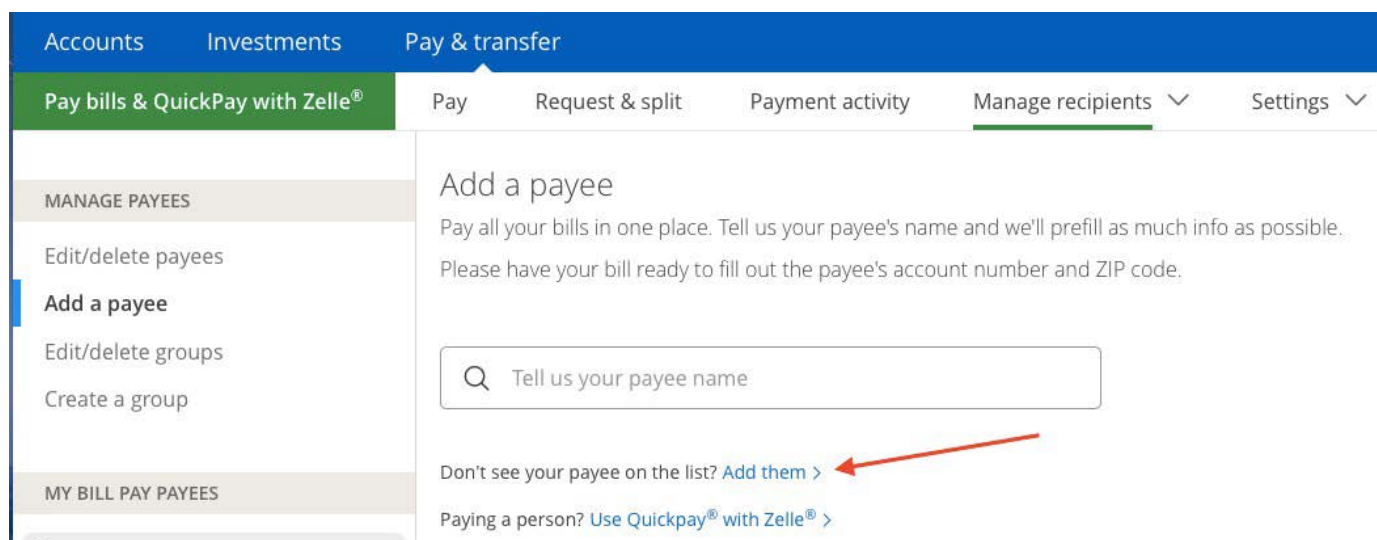 Accounts Investments Pay & transfer
Pay bills & QuickPay with Zelle® Pay Request & split Payment activity Manage recipients Settings
MANAGE PAYEES
Edit/delete payees
Add a payee
Edit/delete groups
Create a group
MY BILL PAY PAYEES
Add a payee
Pay all your bills in one place. Tell us your payee's name and we'll prefill as much info as possible.
Please have your bill ready to fill out the payee's account number and ZIP code.
Tell us your payee name
Don't see your payee on the list? Add them >
Paying a person? Use Quickpay® with Zelle® >